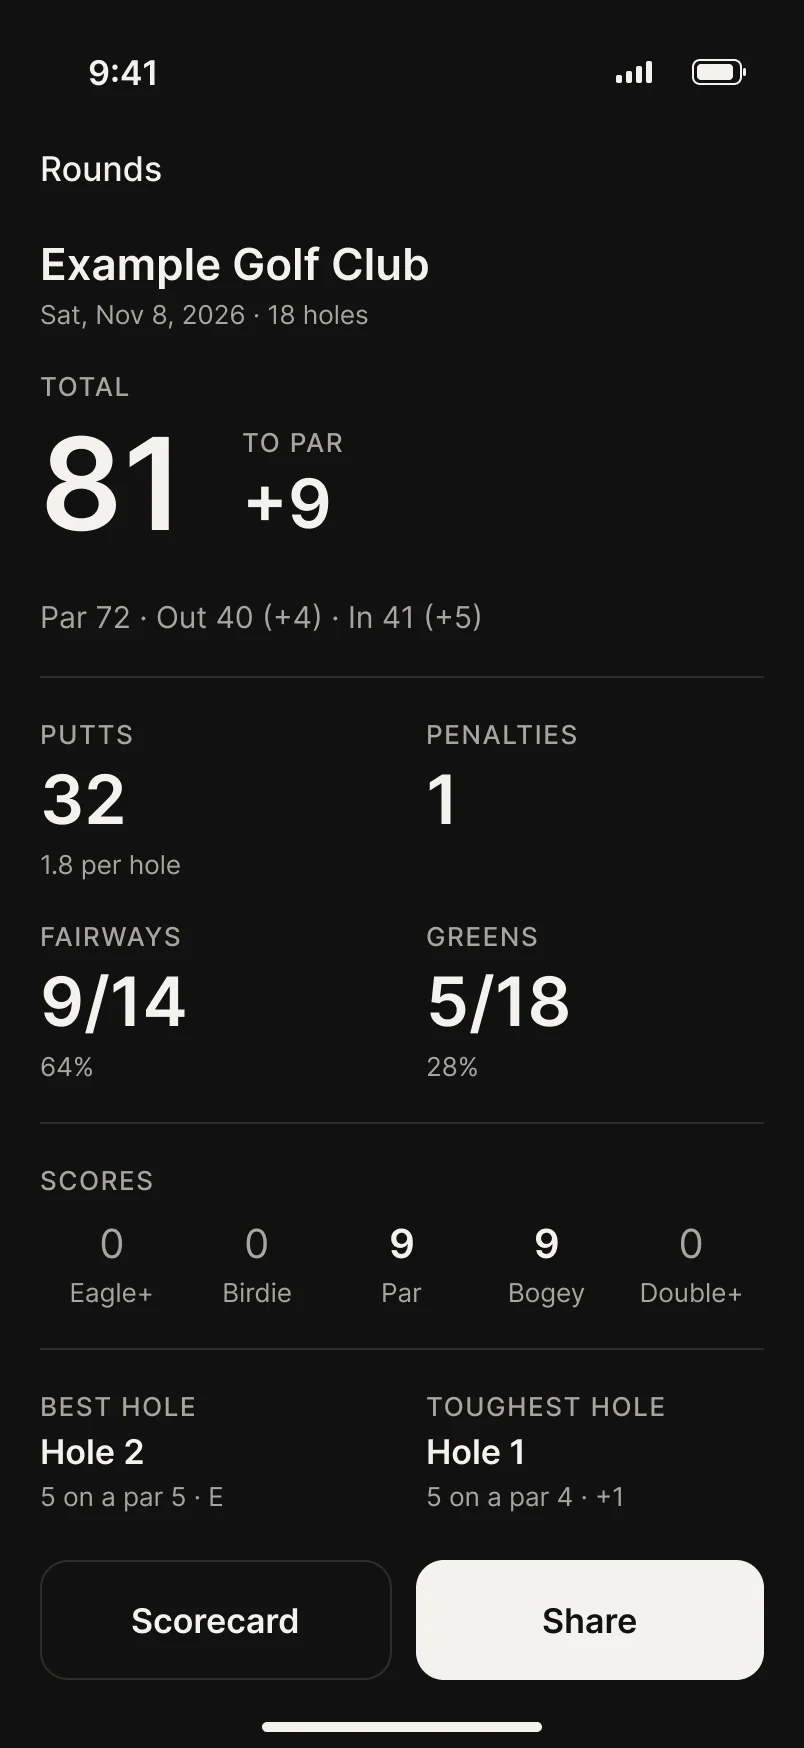 9:41
Rounds
Example Golf Club
Sat, Nov 8, 2026 · 18 holes
TOTAL
81
TO PAR
+9
Par 72 · Out 40 (+4) · In 41 (+5)
PUTTS
32
1.8 per hole
PENALTIES
1
FAIRWAYS
9/14
64%
GREENS
5/18
28%
SCORES
0 0 9 9 0
Eagle+ Birdie Par Bogey Double+
BEST HOLE
Hole 2
5 on a par 5 · E
TOUGHEST HOLE
Hole 1
5 on a par 4 · +1
Scorecard
Share